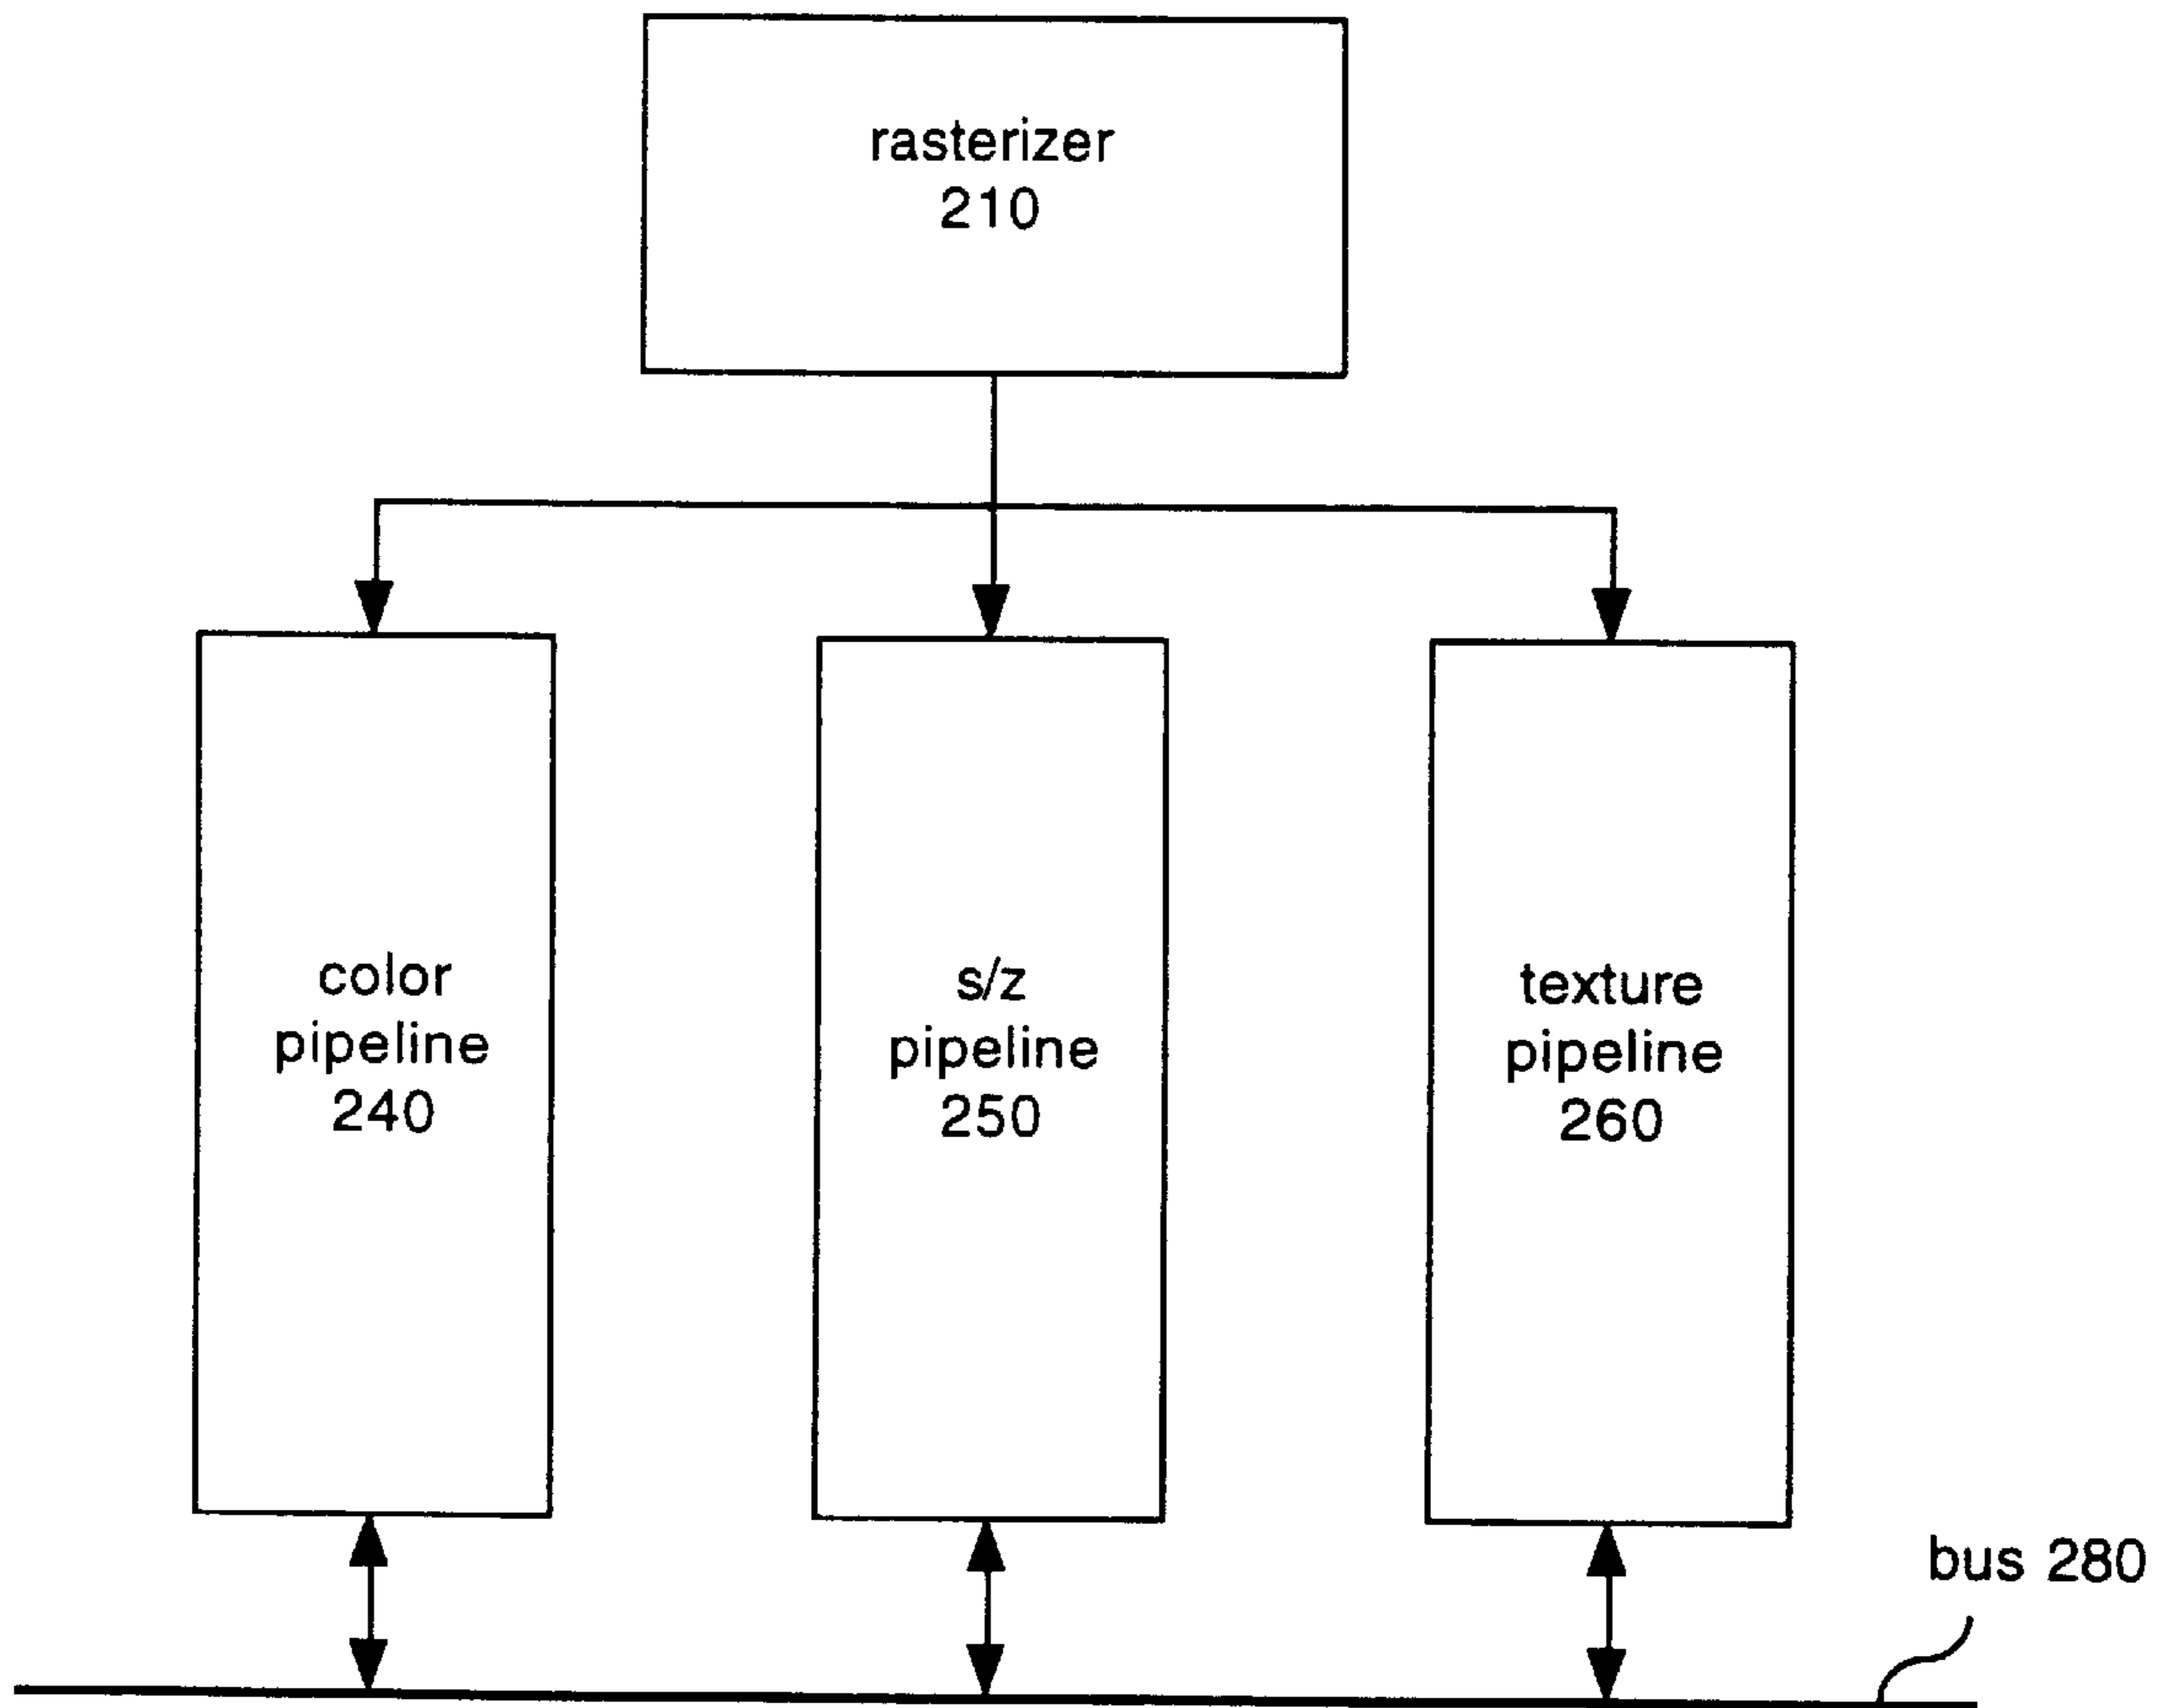 rasterizer
210
color
pipeline
240
s/z
pipeline
250
texture
pipeline
260
bus 280